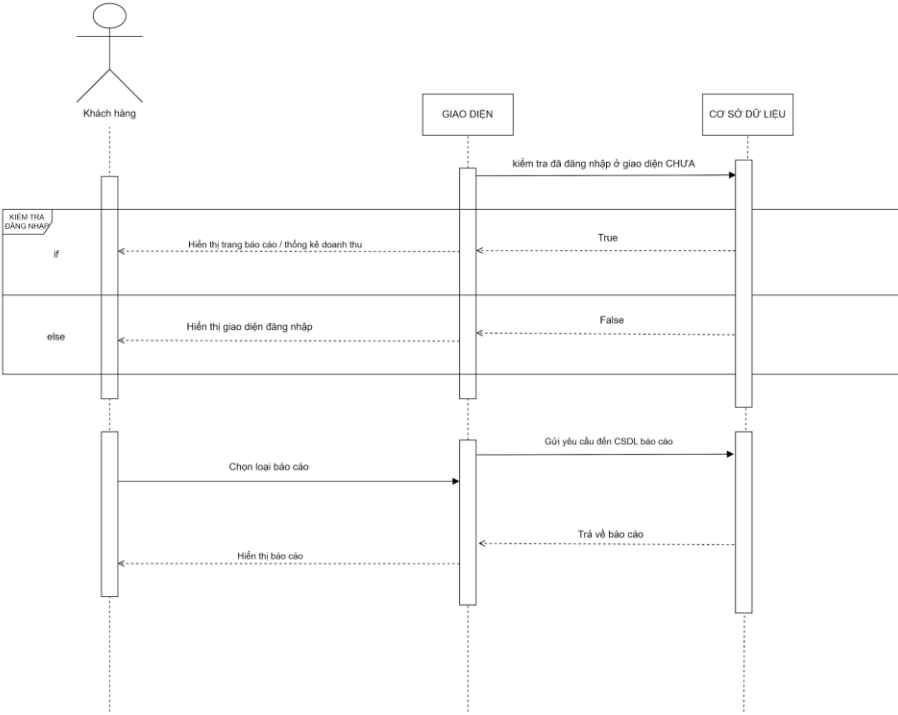 Khách hàng
GIAO DIỆN
CƠ SỞ DỮ LIỆU
kiểm tra đã đăng nhập ở giao diện CHƯA
KIỂM TRA
ĐĂNG NHẬP
if
Hiển thị trang báo cáo / thống kê doanh thu
True
else
Hiển thị giao diện đăng nhập
False
Gửi yêu cầu đến CSDL báo cáo
Chọn loại báo cáo
Trả về báo cáo
Hiển thị báo cáo